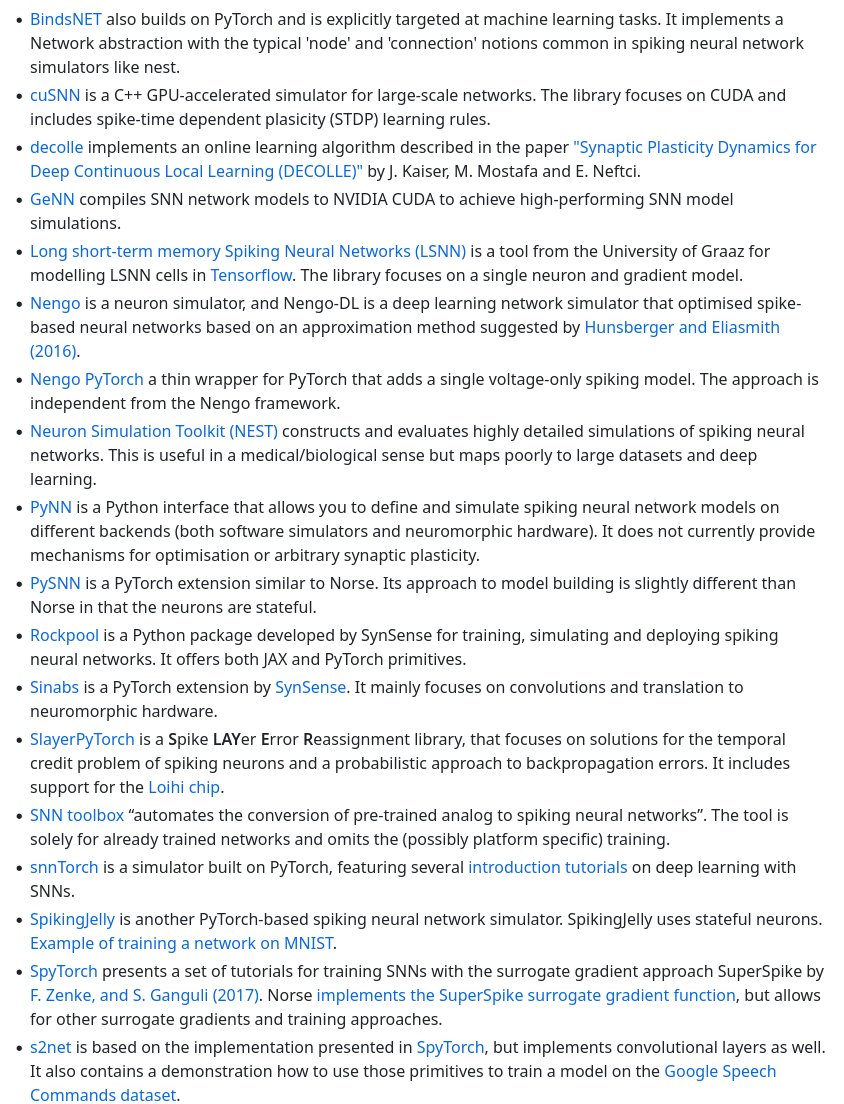 • BindsNET also builds on PyTorch and is explicitly targeted at machine learning tasks. It implements a
Network abstraction with the typical 'node' and 'connection' notions common in spiking neural network
simulators like nest.
• cuSNN is a C++ GPU-accelerated simulator for large-scale networks. The library focuses on CUDA and
includes spike-time dependent plasicity (STDP) learning rules.
• decolle implements an online learning algorithm described in the paper "Synaptic Plasticity Dynamics for
Deep Continuous Local Learning (DECOLLE)" by J. Kaiser, M. Mostafa and E. Neftci.
• GeNN compiles SNN network models to NVIDIA CUDA to achieve high-performing SNN model
simulations.
• Long short-term memory Spiking Neural Networks (LSNN) is a tool from the University of Graaz for
modelling LSNN cells in Tensorflow. The library focuses on a single neuron and gradient model.
• Nengo is a neuron simulator, and Nengo-DL is a deep learning network simulator that optimised spike-
based neural networks based on an approximation method suggested by Hunsberger and Eliasmith
(2016).
• Nengo PyTorch a thin wrapper for PyTorch that adds a single voltage-only spiking model. The approach is
independent from the Nengo framework.
• Neuron Simulation Toolkit (NEST) constructs and evaluates highly detailed simulations of spiking neural
networks. This is useful in a medical/biological sense but maps poorly to large datasets and deep
learning.
• PyNN is a Python interface that allows you to define and simulate spiking neural network models on
different backends (both software simulators and neuromorphic hardware). It does not currently provide
mechanisms for optimisation or arbitrary synaptic plasticity.
• PySNN is a PyTorch extension similar to Norse. Its approach to model building is slightly different than
Norse in that the neurons are stateful.
• Rockpool is a Python package developed by SynSense for training, simulating and deploying spiking
neural networks. It offers both JAX and PyTorch primitives.
• Sinabs is a PyTorch extension by SynSense. It mainly focuses on convolutions and translation to
neuromorphic hardware.
• SlayerPyTorch is a Spike LAYer Error Reassignment library, that focuses on solutions for the temporal
credit problem of spiking neurons and a probabilistic approach to backpropagation errors. It includes
support for the Loihi chip.
• SNN toolbox “automates the conversion of pre-trained analog to spiking neural networks”. The tool is
solely for already trained networks and omits the (possibly platform specific) training.
• snnTorch is a simulator built on PyTorch, featuring several introduction tutorials on deep learning with
SNNs.
• SpikingJelly is another PyTorch-based spiking neural network simulator. SpikingJelly uses stateful neurons.
Example of training a network on MNIST.
• SpyTorch presents a set of tutorials for training SNNs with the surrogate gradient approach SuperSpike by
F. Zenke, and S. Ganguli (2017). Norse implements the SuperSpike surrogate gradient function, but allows
for other surrogate gradients and training approaches.
• s2net is based on the implementation presented in SpyTorch, but implements convolutional layers as well.
It also contains a demonstration how to use those primitives to train a model on the Google Speech
Commands dataset.